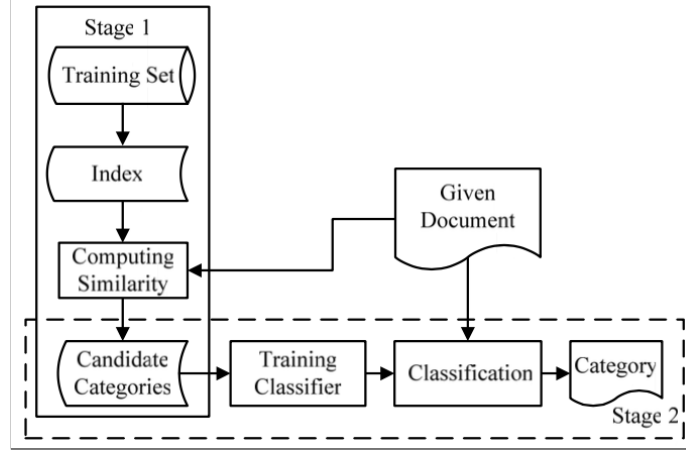 Stage 1
Training Set
Index
Given
Document
Computing
Similarity
Candidate
Categories
Training
Classifier
Classification
Category
Stage 2